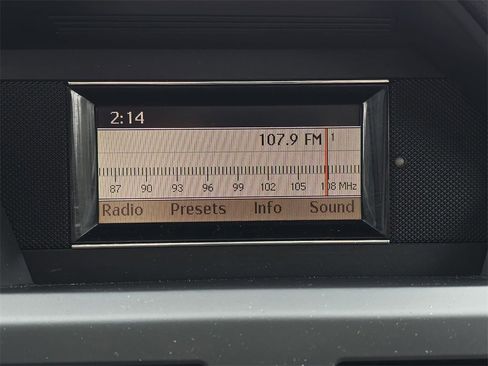 2:14
107.9 FM 1
87 90 93 96 99 102 105 108 MHz
Radio Presets Info Sound